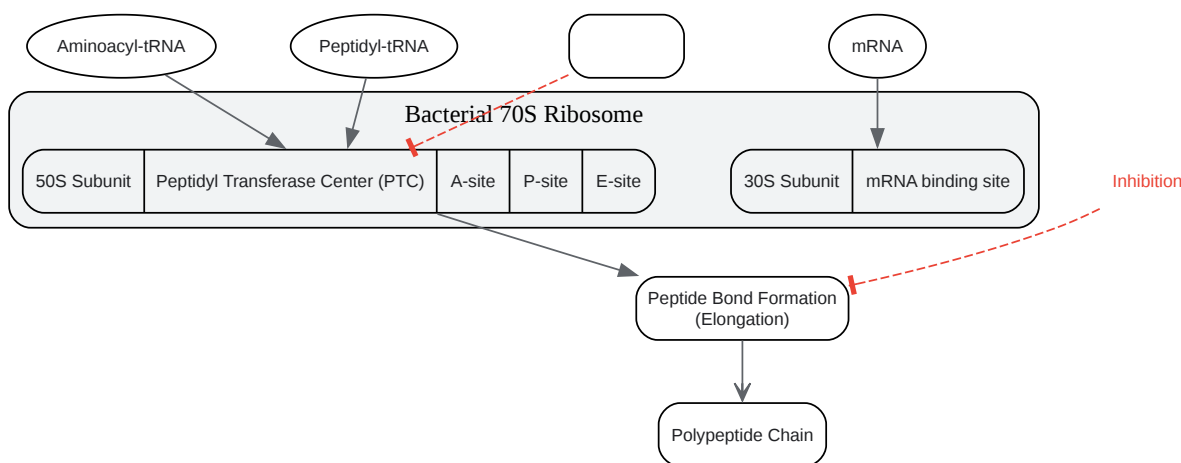 Aminoacyl-tRNA
Peptidyl-tRNA
mRNA
Bacterial 70S Ribosome
50S Subunit
Peptidyl Transferase Center (PTC)
A-site
P-site
E-site
30S Subunit
mRNA binding site
Inhibition
Peptide Bond Formation
(Elongation)
Polypeptide Chain